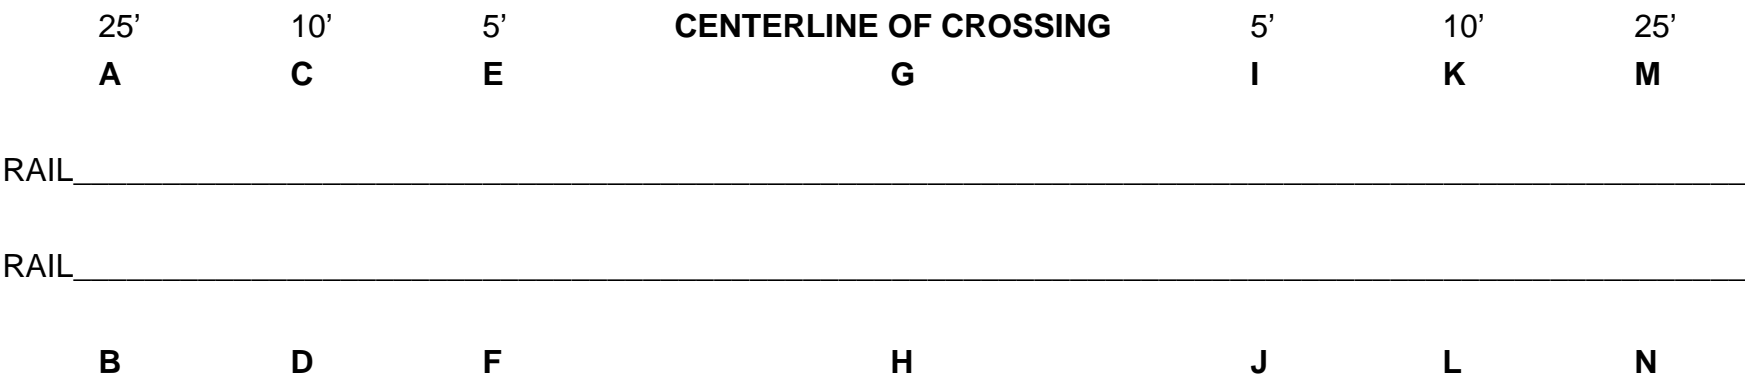 25’ 10’ 5’ CENTERLINE OF CROSSING 5’ 10’ 25’
A C E G I K M
RAIL
RAIL
B D F H J L N